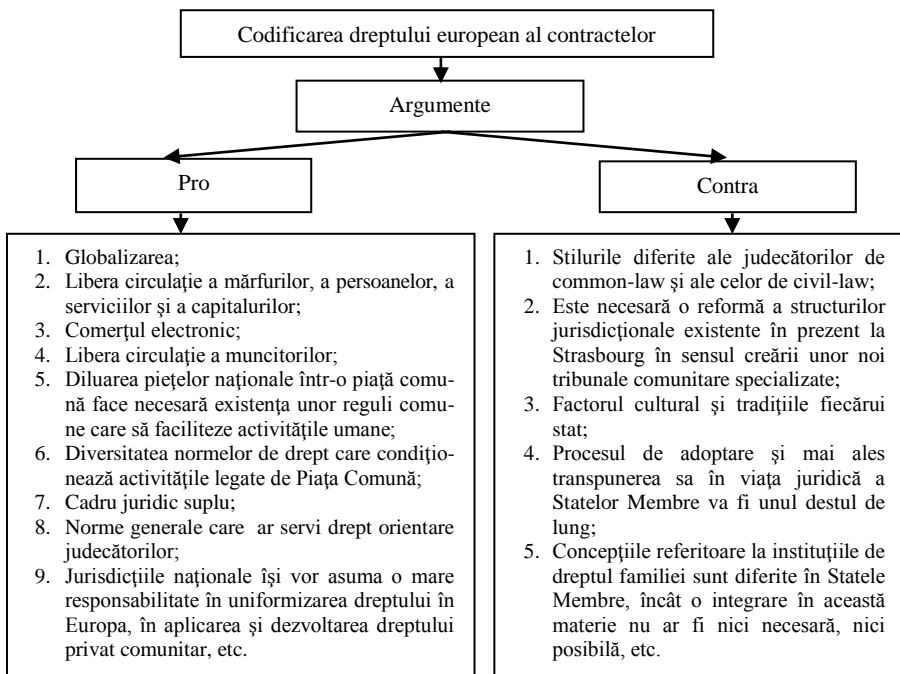 Codificarea dreptului european al contractelor
Argumente
Pro
Contra
1. Globalizarea;
2. Libera circulaţie a mărfurilor, a persoanelor, a
serviciilor şi a capitalurilor;
3. Comerţul electronic;
4. Libera circulaţie a muncitorilor;
5. Diluarea pieţelor naţionale într-o piaţă comu-
nă face necesară existenţa unor reguli comu-
ne care să faciliteze activităţile umane;
6. Diversitatea normelor de drept care condiţio-
nează activităţile legate de Piaţa Comună;
7. Cadru juridic suplu;
8. Norme generale care ar servi drept orientare
judecătorilor;
9. Jurisdicţiile naţionale îşi vor asuma o mare
responsabilitate în uniformizarea dreptului în
Europa, în aplicarea şi dezvoltarea dreptului
privat comunitar, etc.
1. Stilurile diferite ale judecătorilor de
common-law şi ale celor de civil-law;
2. Este necesară o reformă a structurilor
jurisdicţionale existente în prezent la
Strasbourg în sensul creării unor noi
tribunale comunitare specializate;
3. Factorul cultural şi tradiţiile fiecărui
stat;
4. Procesul de adoptare şi mai ales
transpunerea sa în viaţa juridică a
Statelor Membre va fi unul destul de
lung;
5. Concepţiile referitoare la instituţiile de
dreptul familiei sunt diferite în Statele
Membre, încât o integrare în această
materie nu ar fi nici necesară, nici
posibilă, etc.